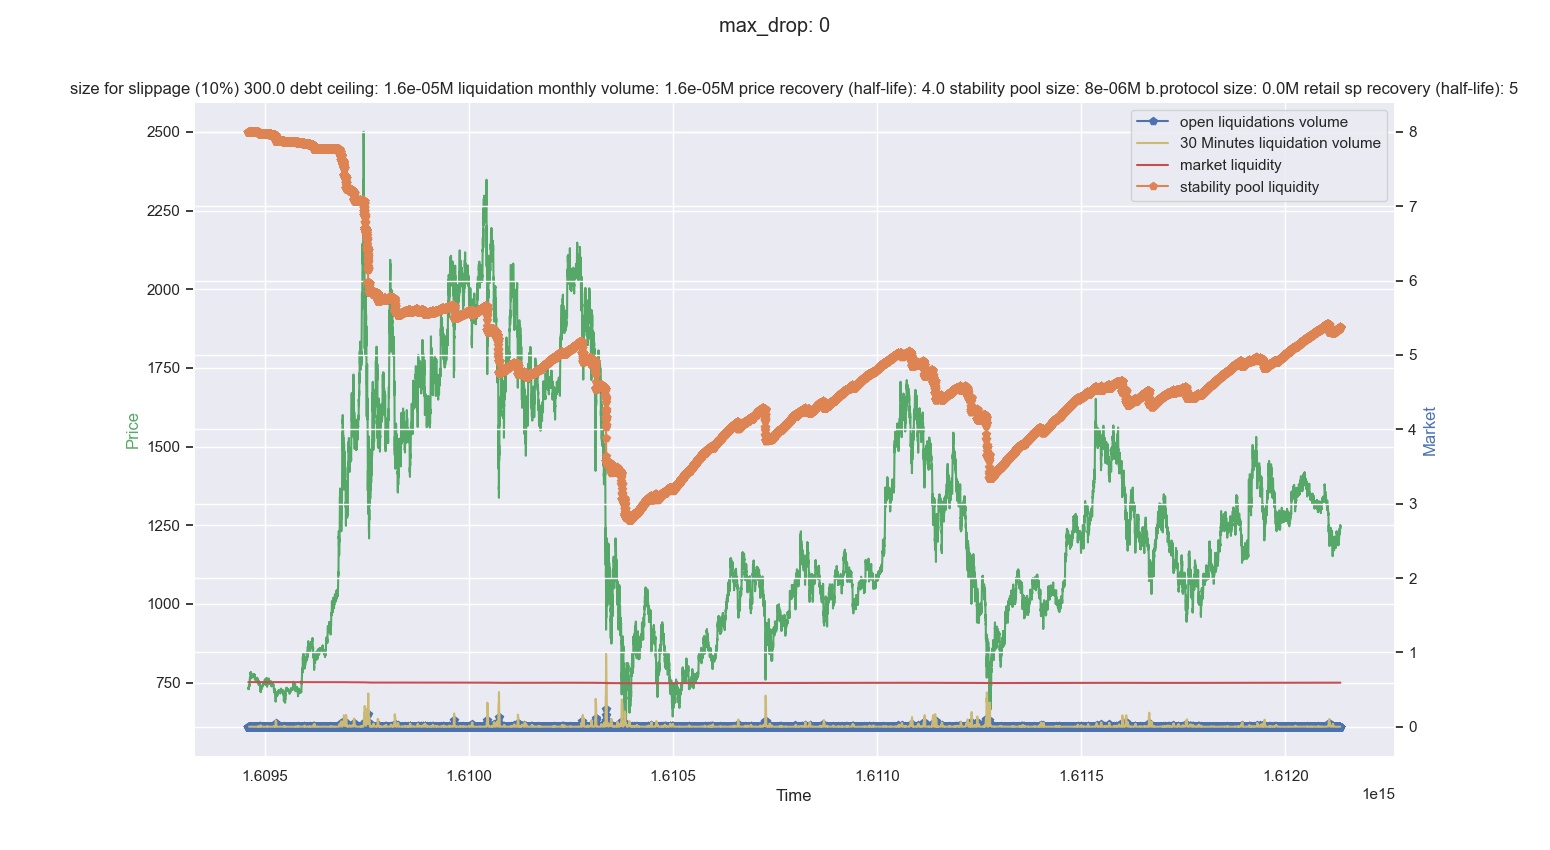 max_drop: 0
size for slippage (10%) 300.0 debt ceiling: 1.6e-05M liquidation monthly volume: 1.6e-05M price recovery (half-life): 4.0 stability pool size: 8e-06M b.protocol size: 0.0M retail sp recovery (half-life): 5
open liquidations volume
30 Minutes liquidation volume
market liquidity
stability pool liquidity
2500
2250
2000
1750
1500
1250
1000
750
Price
8
7
6
5
4
3
2
1
0
Market
1.6095 1.6100 1.6105 1.6110 1.6115 1.6120
Time
1e15